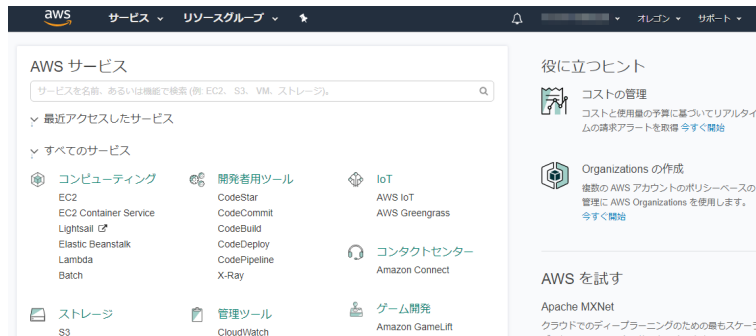 aws
サービス
リソースグループ
オレゴン
サポート
AWS サービス
サービスを名前、あるいは機能で検索 (例: EC2、S3、VM、ストレージ)。
最近アクセスしたサービス
すべてのサービス
コンピューティング
EC2
EC2 Container Service
Lightsail
Elastic Beanstalk
Lambda
Batch
ストレージ
S3
開発者用ツール
CodeStar
CodeCommit
CodeBuild
CodeDeploy
CodePipeline
X-Ray
管理ツール
CloudWatch
IoT
AWS IoT
AWS Greengrass
コンタクトセンター
Amazon Connect
ゲーム開発
Amazon GameLift
役に立つヒント
コストの管理
コストと使用量の予算に基づいてリアルタイ
ムの請求アラートを取得 今すぐ開始
Organizations の作成
複数の AWS アカウントのポリシーベースの
管理に AWS Organizations を使用します。
今すぐ開始
AWS を試す
Apache MXNet
クラウドでのディープラーニングのための最もスケー